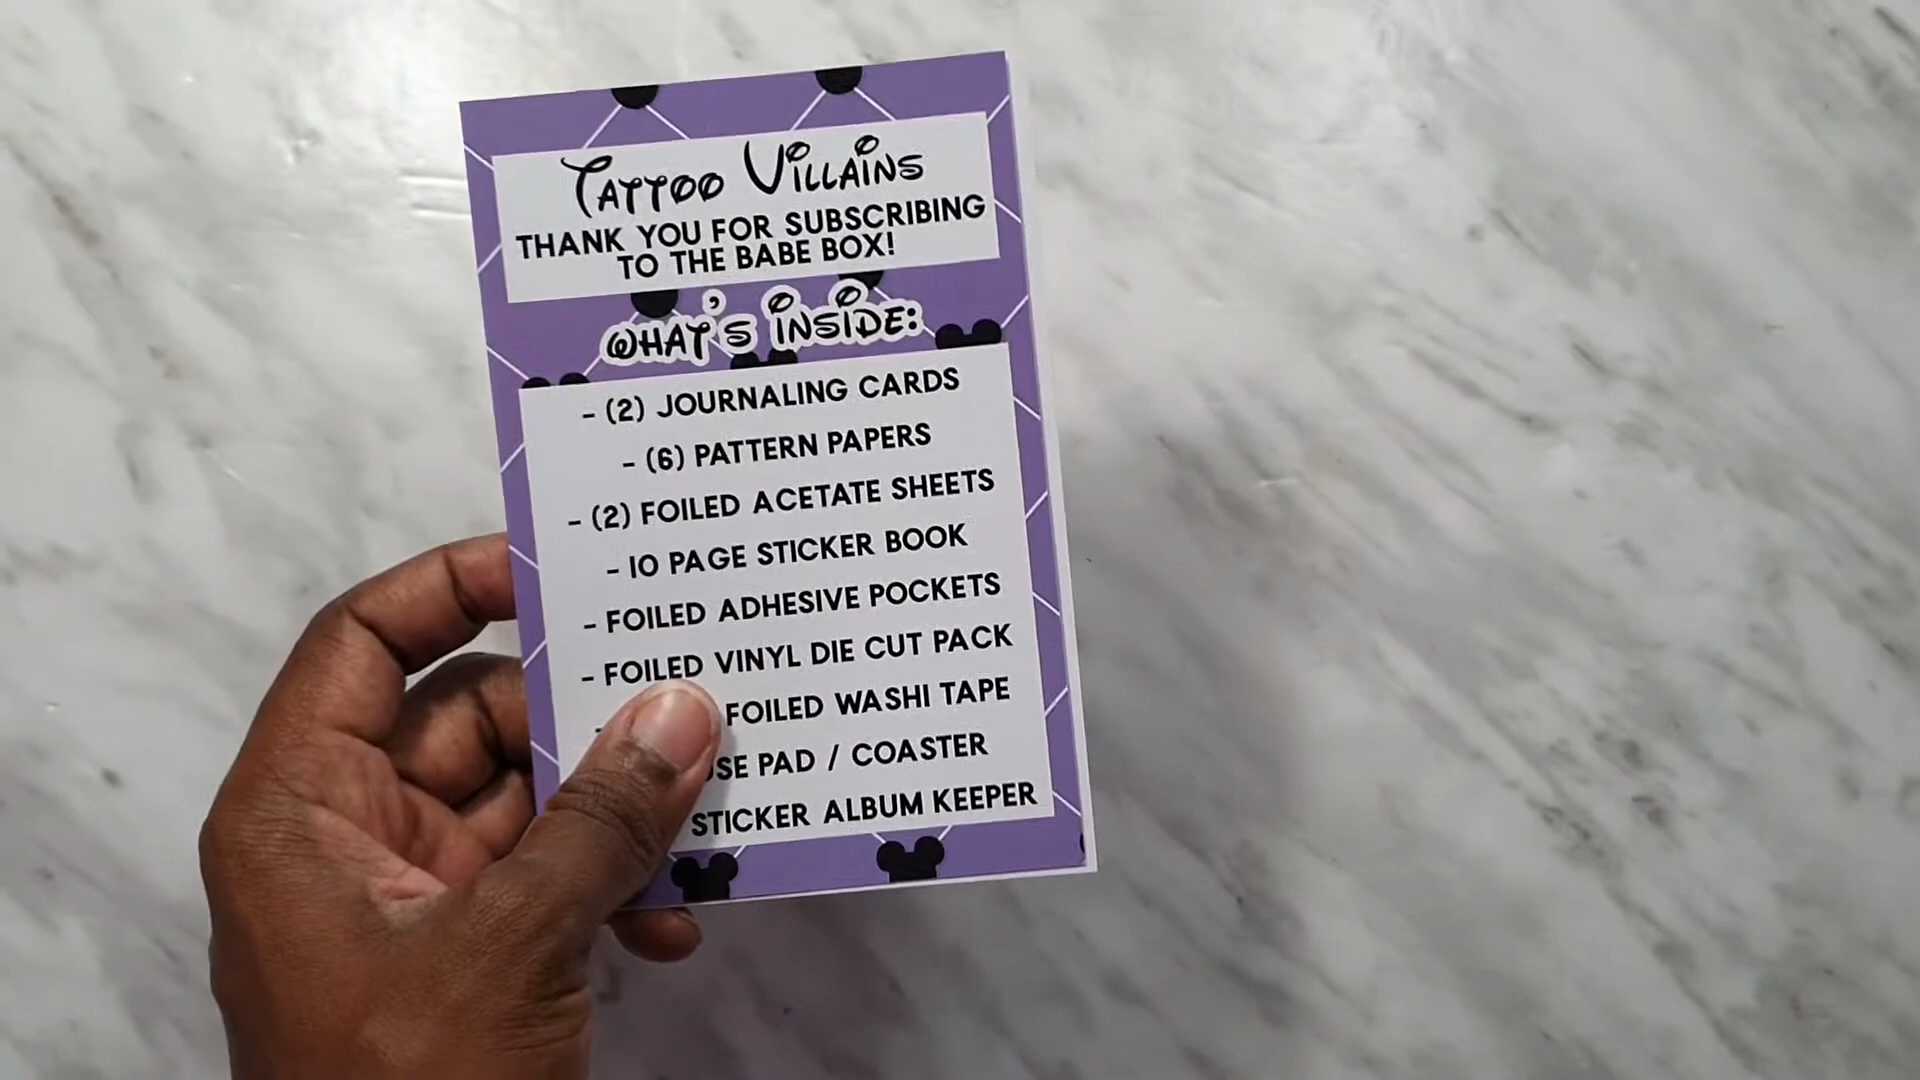 Tattoo Villains
THANK YOU FOR SUBSCRIBING
TO THE BABE BOX!
WHAT'S INSIDE:
- (2) JOURNALING CARDS
- (6) PATTERN PAPERS
- (2) FOILED ACETATE SHEETS
- 10 PAGE STICKER BOOK
- FOILED ADHESIVE POCKETS
- FOILED VINYL DIE CUT PACK
- FOILED WASHI TAPE
PAD / COASTER
STICKER ALBUM KEEPER